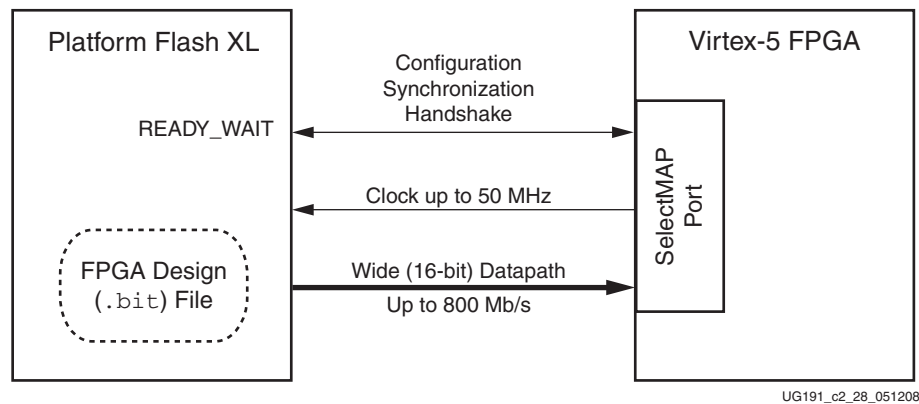 Platform Flash XL
Virtex-5 FPGA
Configuration
Synchronization
Handshake
READY_WAIT
SelectMAP
Port
Clock up to 50 MHz
FPGA Design
(.bit) File
Wide (16-bit) Datapath
Up to 800 Mb/s
UG191_c2_28_051208